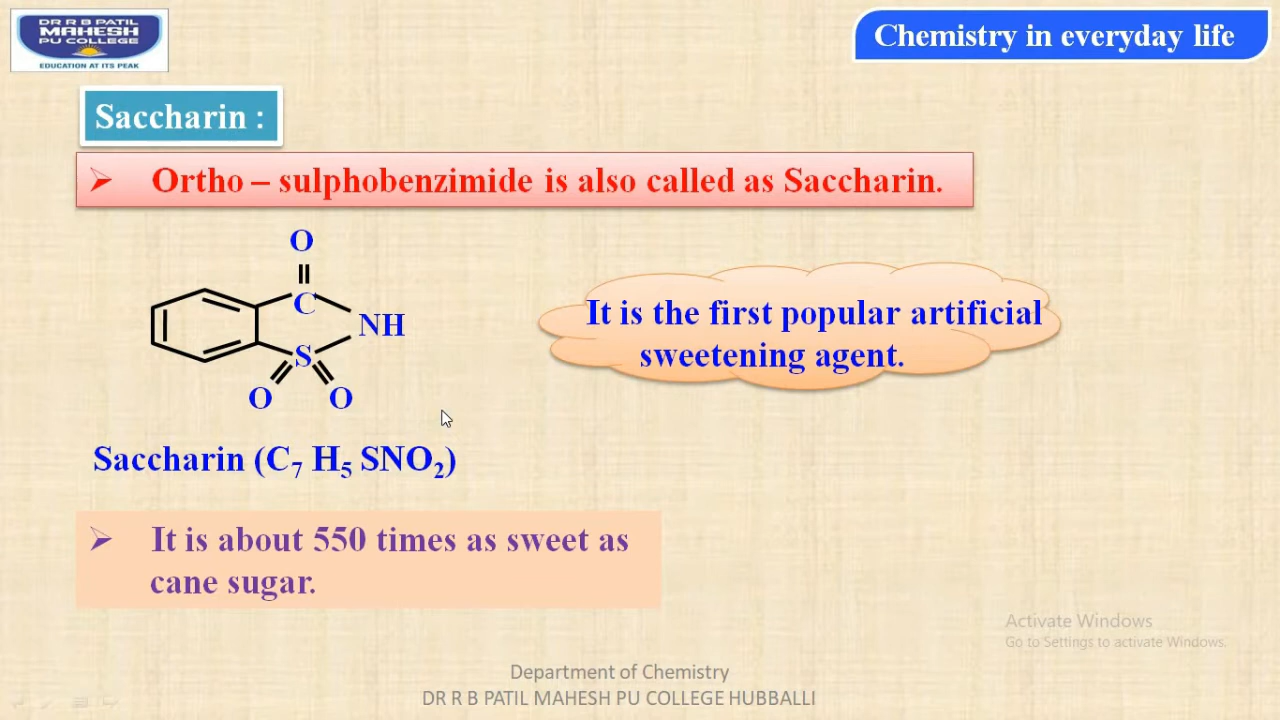 DR R B PATIL
MAHESH
PU COLLEGE
EDUCATION AT ITS PEAK
Chemistry in everyday life
Saccharin :
➢ Ortho – sulphobenzimide is also called as Saccharin.
O
C
NH
S
O O
It is the first popular artificial
sweetening agent.
Saccharin (C₇ H₅ SNO₂)
➢ It is about 550 times as sweet as
cane sugar.
Activate Windows
Go to Settings to activate Windows.
Department of Chemistry
DR R B PATIL MAHESH PU COLLEGE HUBBALLI